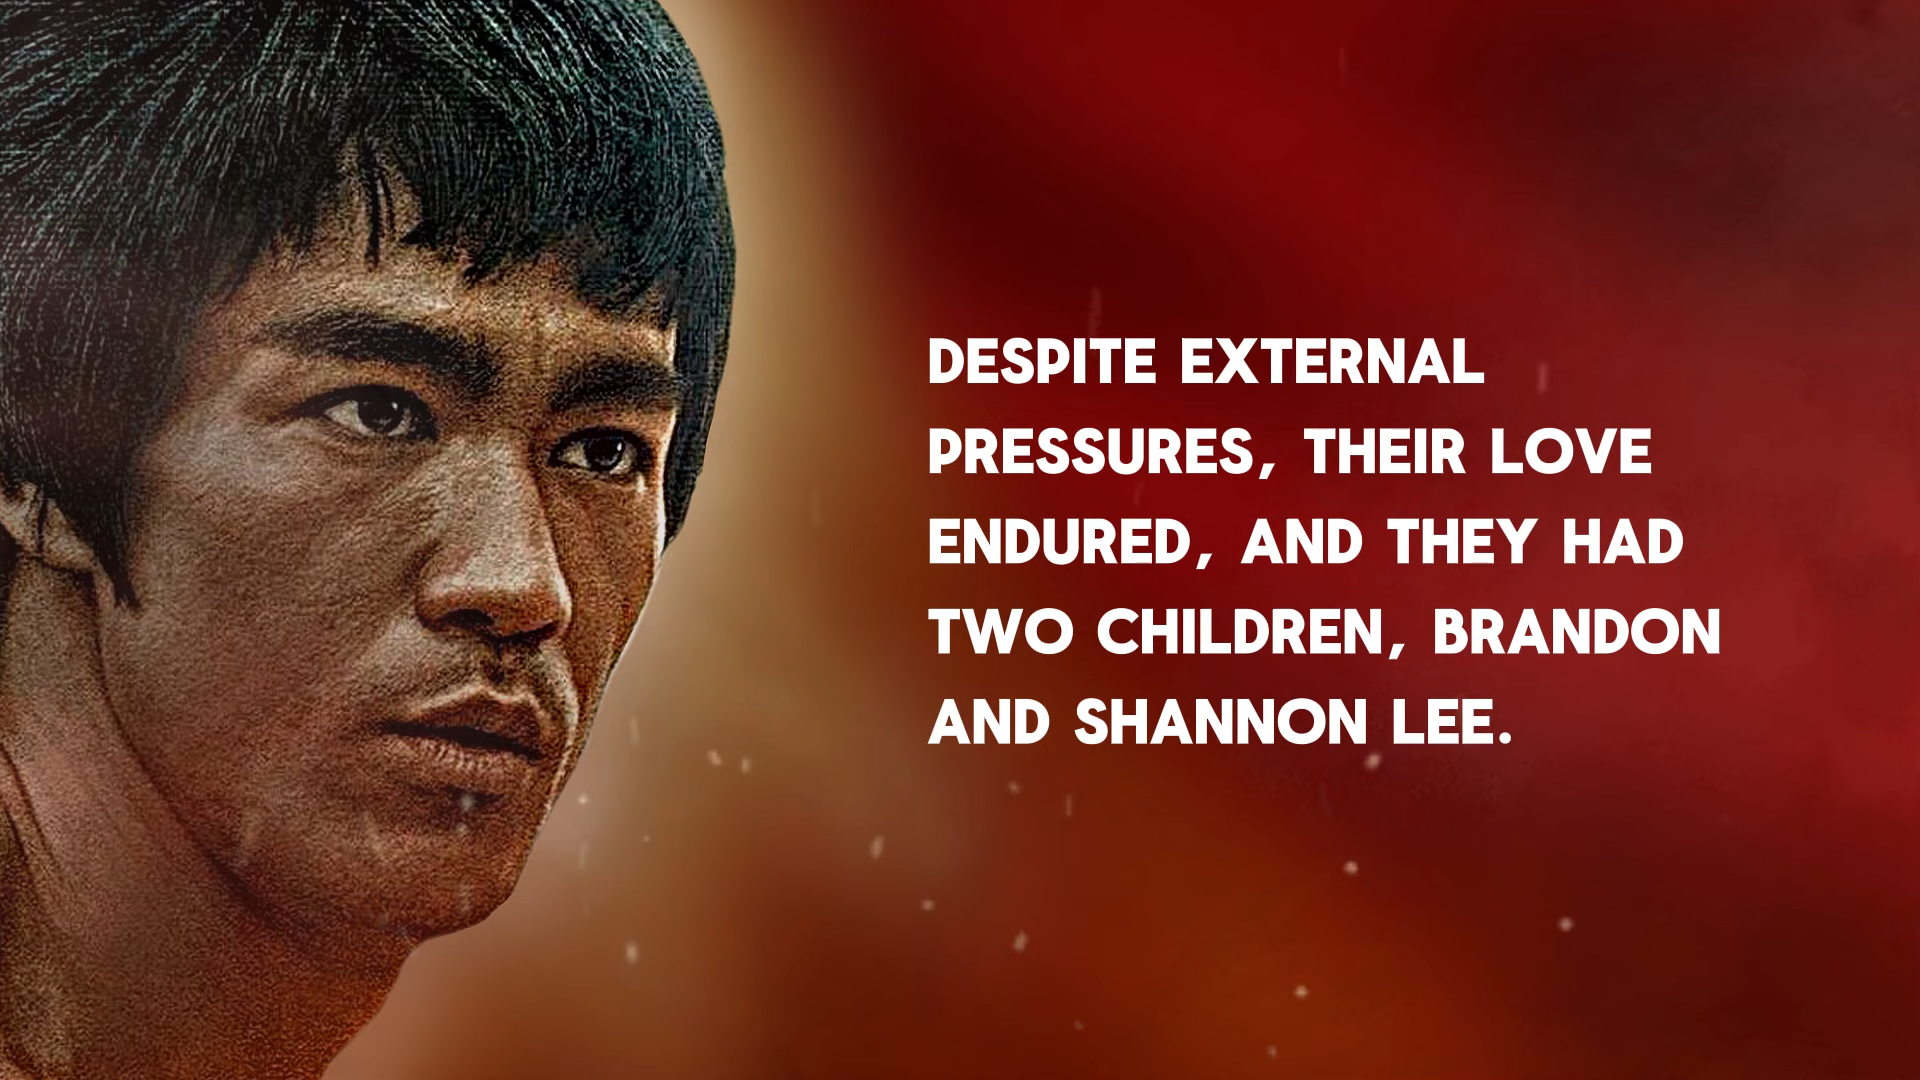 DESPITE EXTERNAL
PRESSURES, THEIR LOVE
ENDURED, AND THEY HAD
TWO CHILDREN, BRANDON
AND SHANNON LEE.